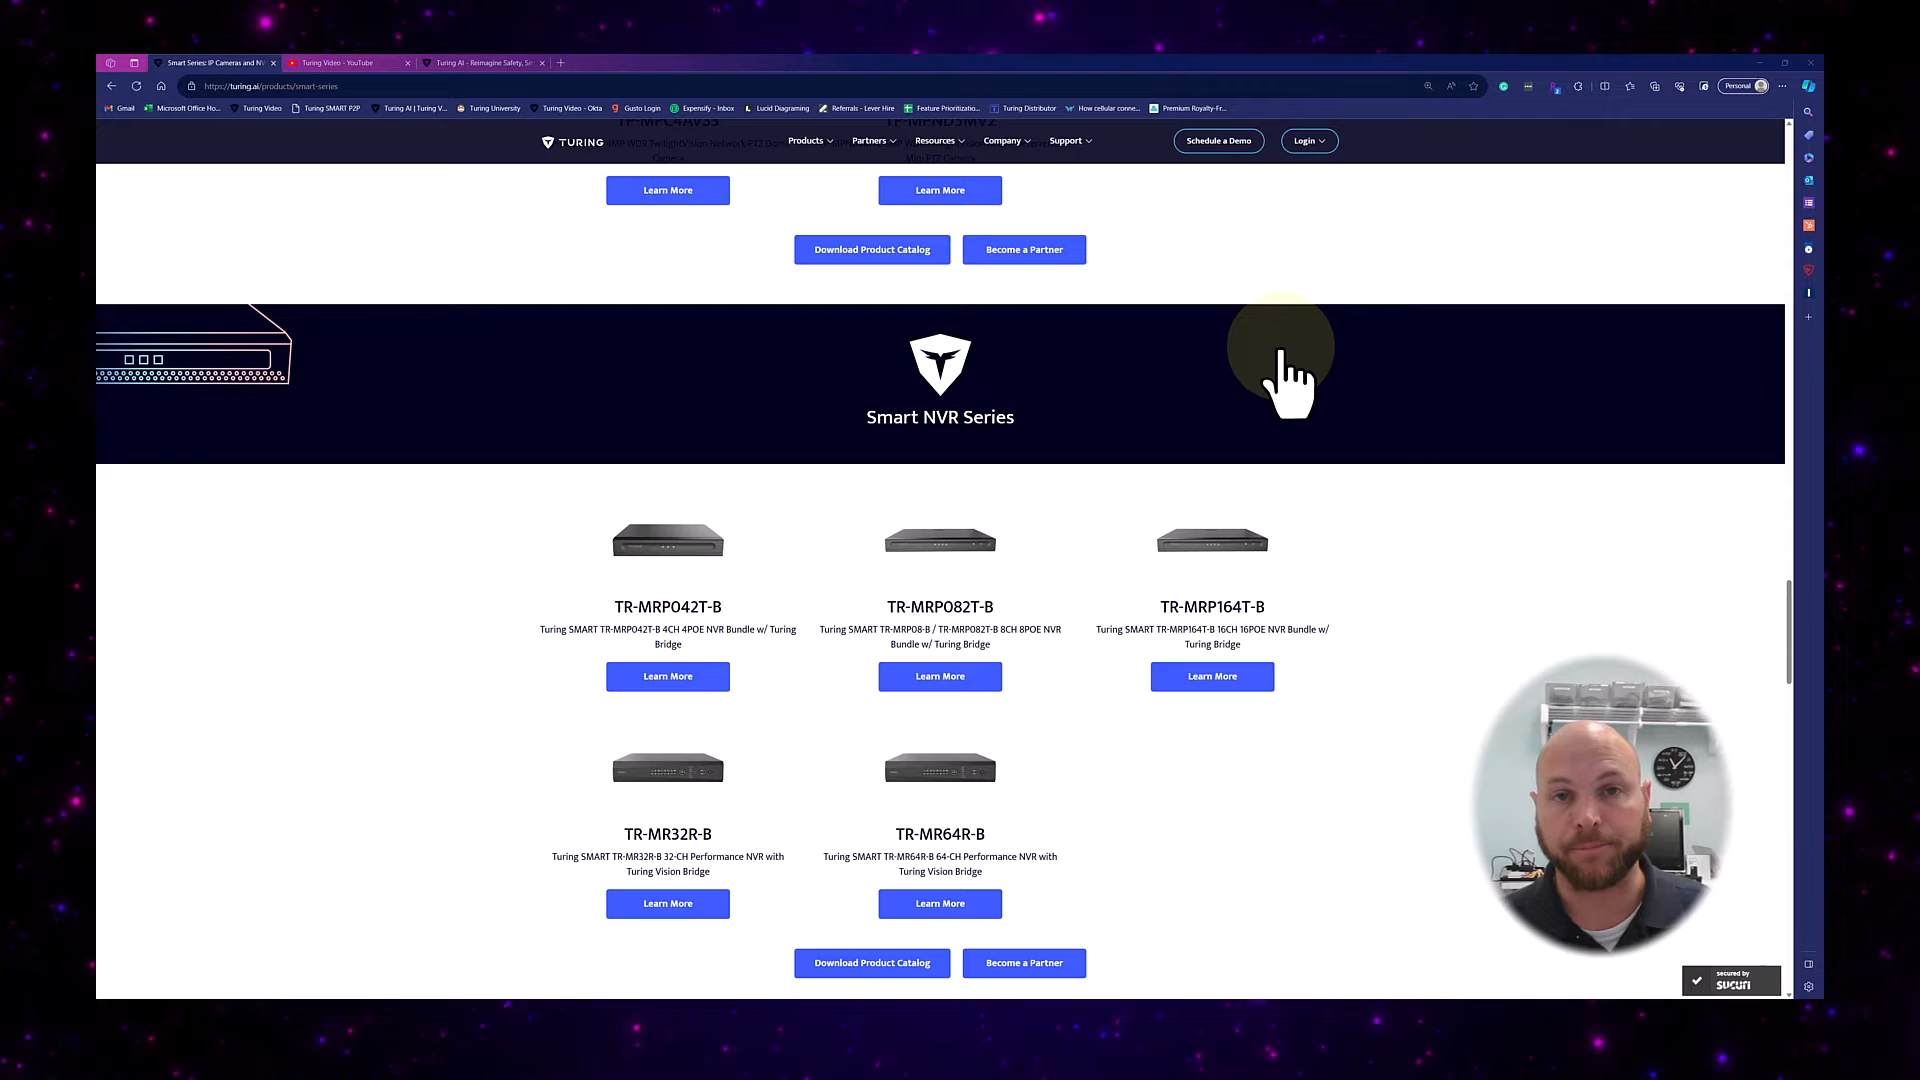 Smart Series: IP Cameras and NV
Turing Video - YouTube
Turing AI - Reimagine Safety, Se
https://turing.ai/products/smart-series
Personal
Gmail
Microsoft Office Ho...
Turing Video
Turing SMART P2P
Turing AI | Turing V...
Turing University
Turing Video - Okta
Gusto Login
Expensify - Inbox
Lucid Diagraming
Referrals - Lever Hire
Feature Prioritizatio...
Turing Distributor
How cellular conne...
Premium Royalty-Fr...
TURING
Products
Partners
Resources
Company
Support
Schedule a Demo
Login
Learn More
Learn More
Download Product Catalog
Become a Partner
Smart NVR Series
TR-MRP042T-B
TR-MRP082T-B
TR-MRP164T-B
Turing SMART TR-MRP042T-B 4CH 4POE NVR Bundle w/ Turing
Bridge
Turing SMART TR-MRP08-B / TR-MRP082T-B 8CH 8POE NVR
Bundle w/ Turing Bridge
Turing SMART TR-MRP164T-B 16CH 16POE NVR Bundle w/
Turing Bridge
Learn More
Learn More
Learn More
TR-MR32R-B
TR-MR64R-B
Turing SMART TR-MR32R-B 32-CH Performance NVR with
Turing Vision Bridge
Turing SMART TR-MR64R-B 64-CH Performance NVR with
Turing Vision Bridge
Learn More
Learn More
Download Product Catalog
Become a Partner
secured by
sucuri